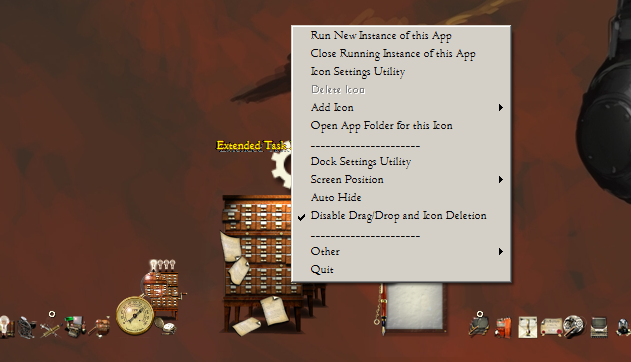 Run New Instance of this App
Close Running Instance of this App
Icon Settings Utility
Delete Icon
Add Icon
Open App Folder for this Icon
Extended Task
----------------------
Dock Settings Utility
Screen Position
Auto Hide
Disable Drag/Drop and Icon Deletion
----------------------
Other
Quit